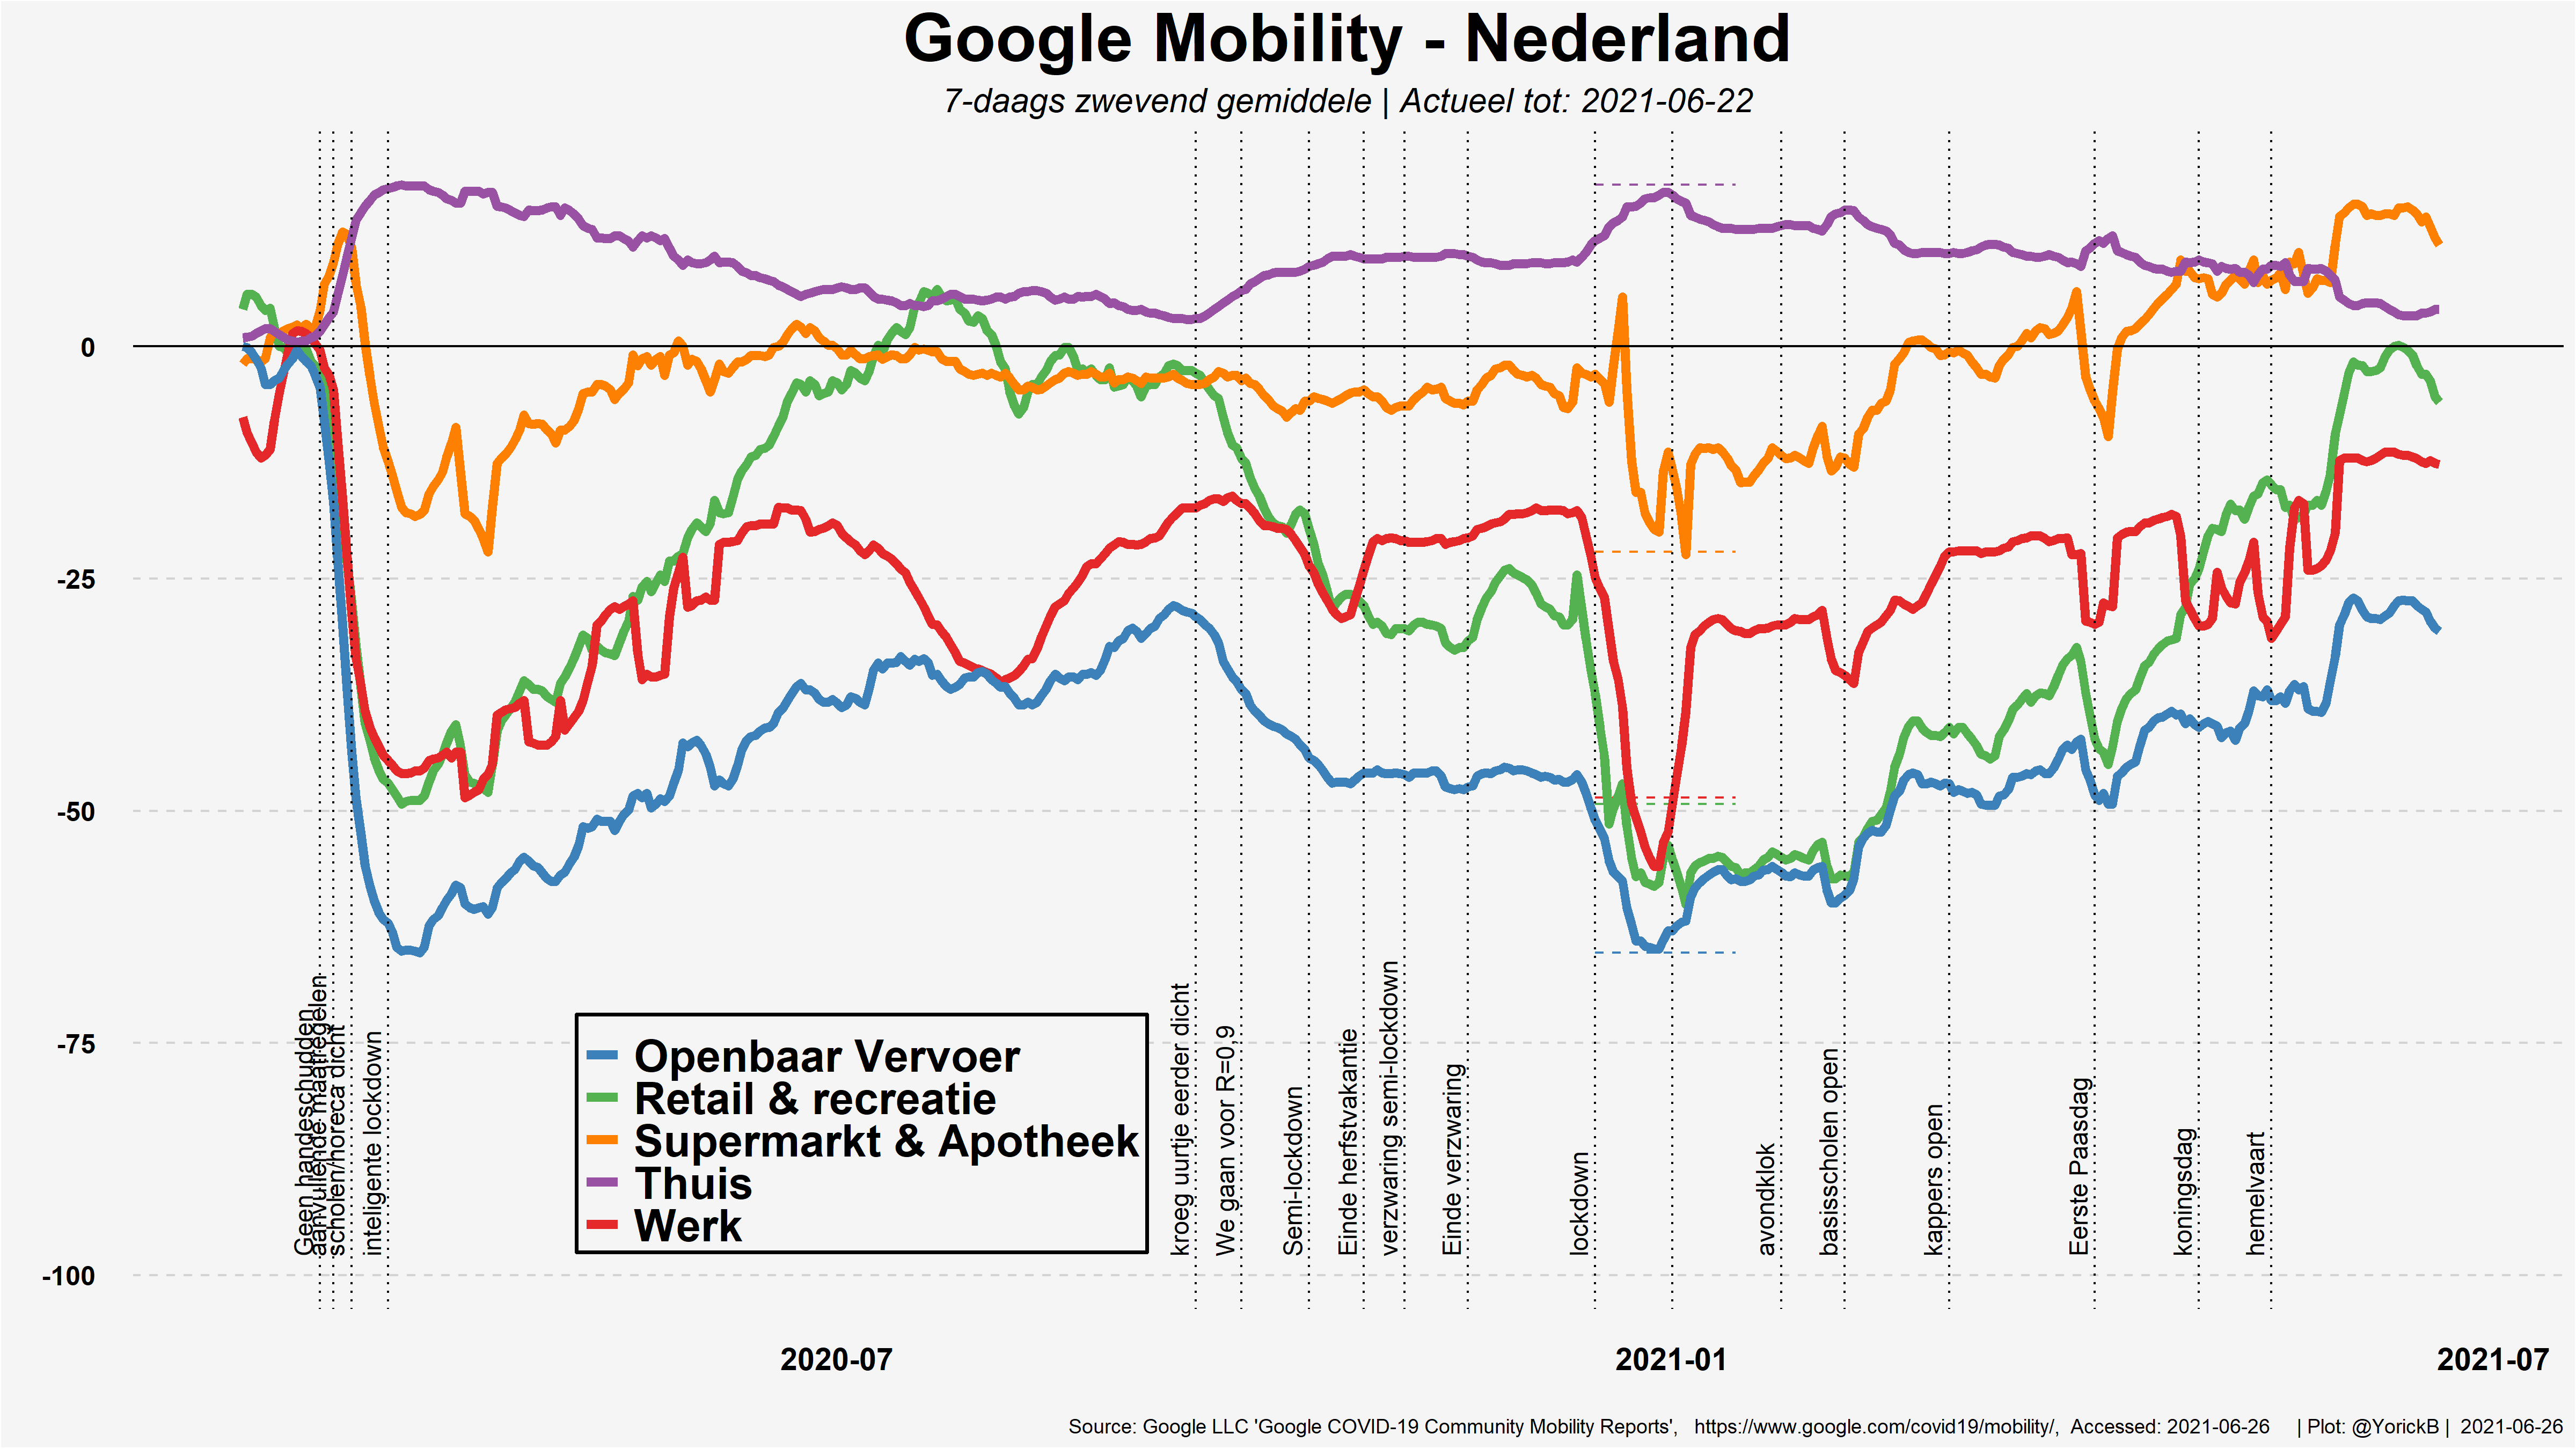 Google Mobility - Nederland
7-daags zwevend gemiddele | Actueel tot: 2021-06-22
0
-25
-50
-75
-100
Geen handeschudden
aanvullende maatregelen
scholen/horeca dicht
inteligente lockdown
kroeg uurtje eerder dicht
We gaan voor R=0,9
Semi-lockdown
Einde herfstvakantie
verzwaring semi-lockdown
Einde verzwaring
lockdown
avondklok
basisscholen open
kappers open
Eerste Paasdag
koningsdag
hemelvaart
Openbaar Vervoer
Retail & recreatie
Supermarkt & Apotheek
Thuis
Werk
2020-07
2021-01
2021-07
Source: Google LLC 'Google COVID-19 Community Mobility Reports', https://www.google.com/covid19/mobility/, Accessed: 2021-06-26 | Plot: @YorickB | 2021-06-26